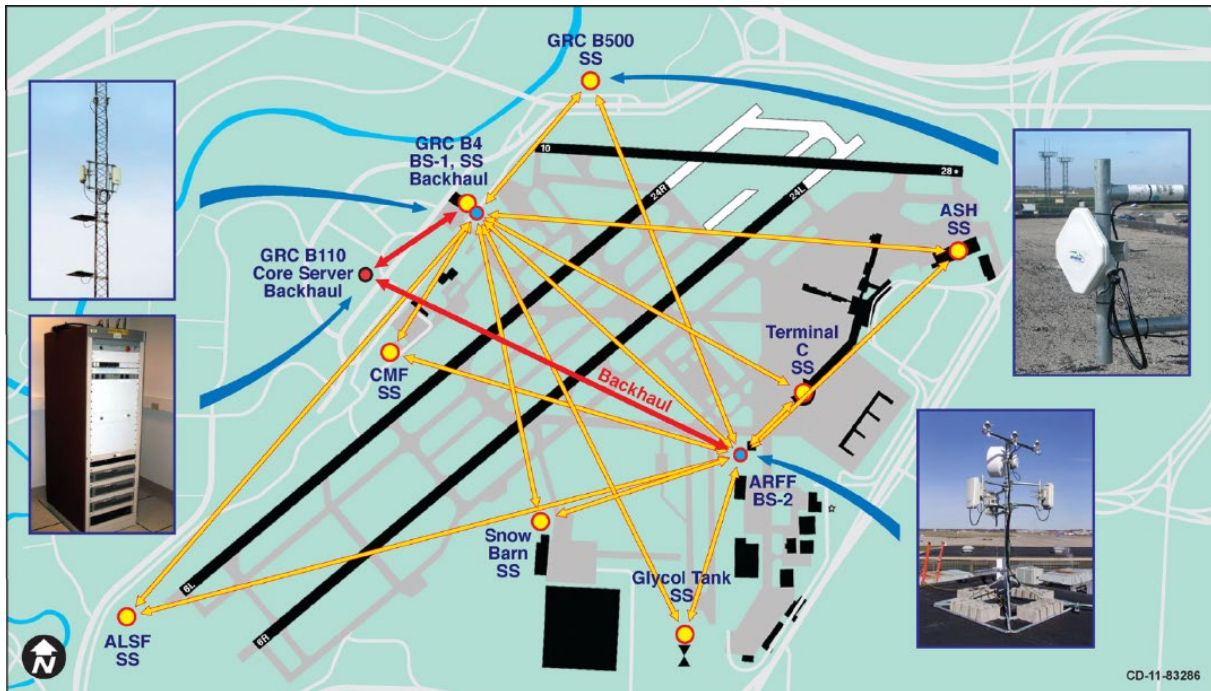 GRC B500
SS
GRC B4
BS-1, SS
Backhaul
10
28
24R
24L
ASH
SS
GRC B110
Core Server
Backhaul
Terminal
C
SS
CMF
SS
Backhaul
ARFF
BS-2
Snow
Barn
SS
Glycol Tank
SS
6L
6R
ALSF
SS
N
CD-11-83286